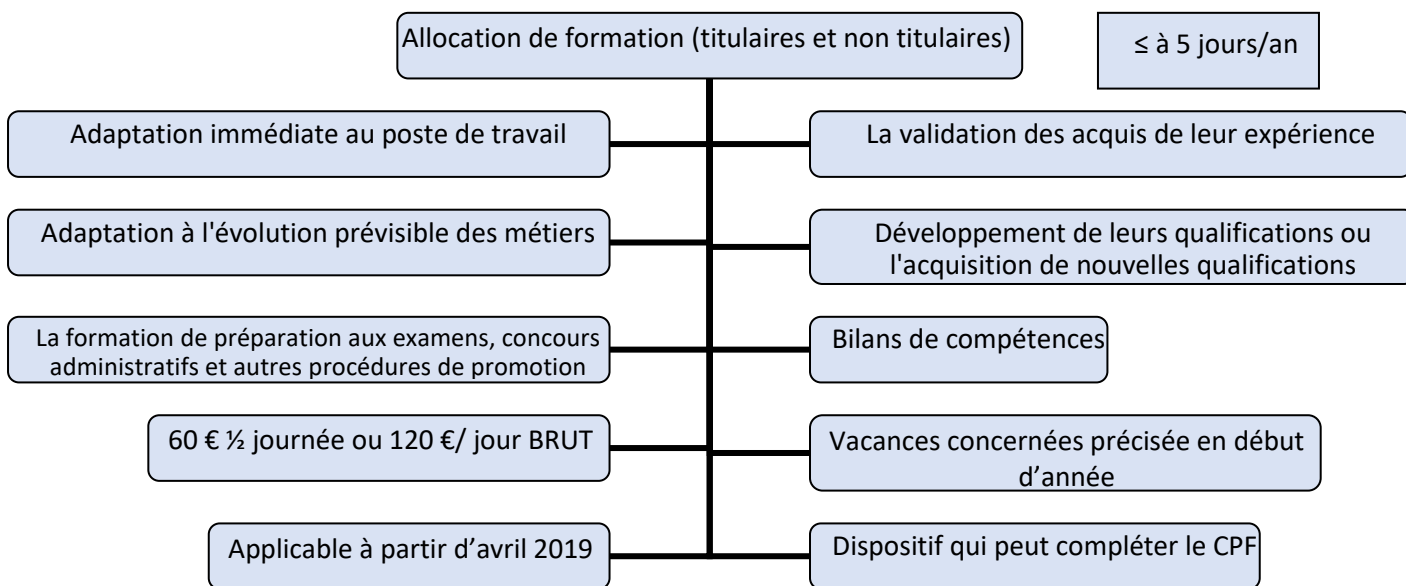 Allocation de formation (titulaires et non titulaires)
≤ à 5 jours/an
Adaptation immédiate au poste de travail
La validation des acquis de leur expérience
Adaptation à l'évolution prévisible des métiers
Développement de leurs qualifications ou
l'acquisition de nouvelles qualifications
La formation de préparation aux examens, concours
administratifs et autres procédures de promotion
Bilans de compétences
60 € ½ journée ou 120 €/ jour BRUT
Vacances concernées précisée en début
d’année
Applicable à partir d’avril 2019
Dispositif qui peut compléter le CPF